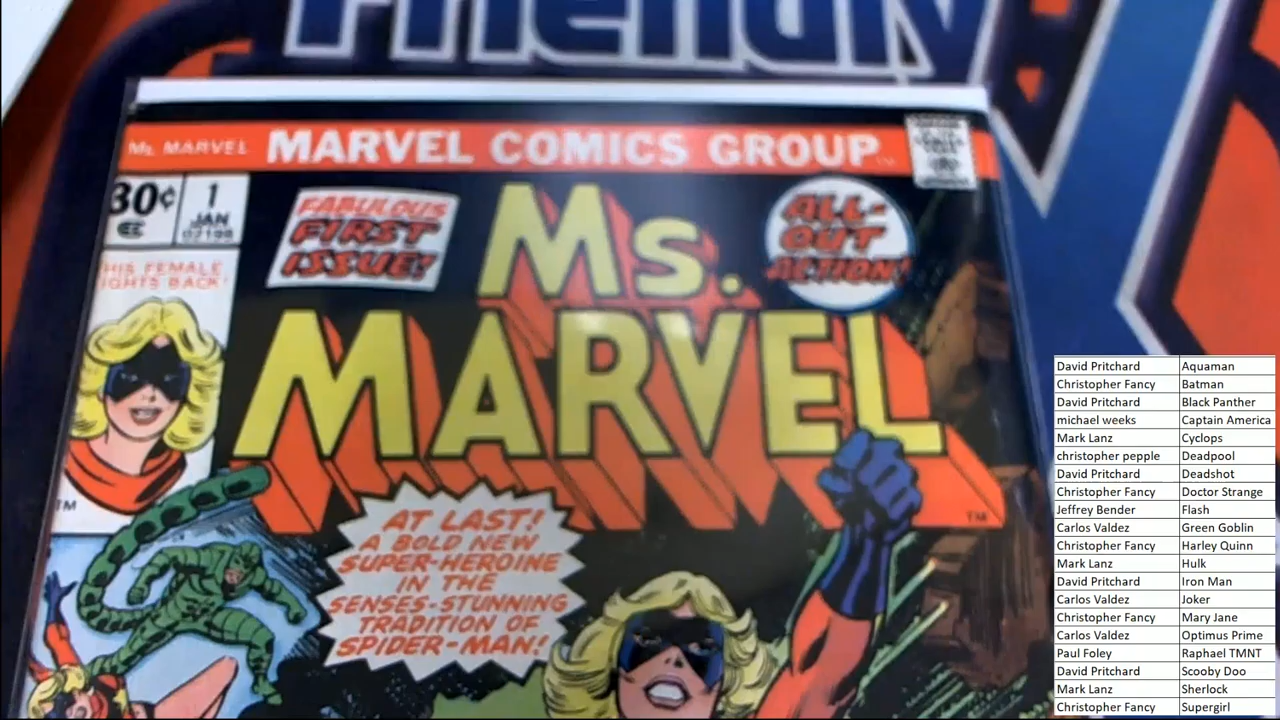 Friendly
Ms. MARVEL MARVEL COMICS GROUP TM
30¢ 1
JAN
02198
FABULOUS
FIRST
ISSUE!
Ms.
MARVEL
TM
ALL-
OUT
ACTION!
THIS FEMALE
FIGHTS BACK!
TM
AT LAST!
A BOLD NEW
SUPER-HEROINE
IN THE
SENSES-STUNNING
TRADITION OF
SPIDER-MAN!
David Pritchard Aquaman
Christopher Fancy Batman
David Pritchard Black Panther
michael weeks Captain America
Mark Lanz Cyclops
christopher pepple Deadpool
David Pritchard Deadshot
Christopher Fancy Doctor Strange
Jeffrey Bender Flash
Carlos Valdez Green Goblin
Christopher Fancy Harley Quinn
Mark Lanz Hulk
David Pritchard Iron Man
Carlos Valdez Joker
Christopher Fancy Mary Jane
Carlos Valdez Optimus Prime
Paul Foley Raphael TMNT
David Pritchard Scooby Doo
Mark Lanz Sherlock
Christopher Fancy Supergirl